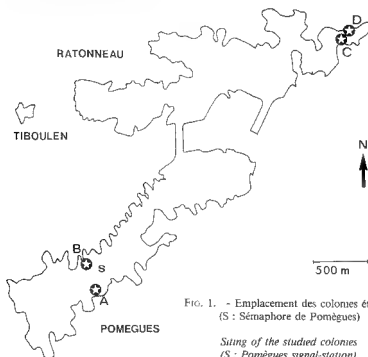 D
RATONNEAU
C
TIBOULEN
N
B
S
500 m
A
FIG. 1. - Emplacement des colonies
(S : Sémaphore de Pomègues)
POMEGUES
Siting of the studied colonies
(S : Pomègues signal-station)